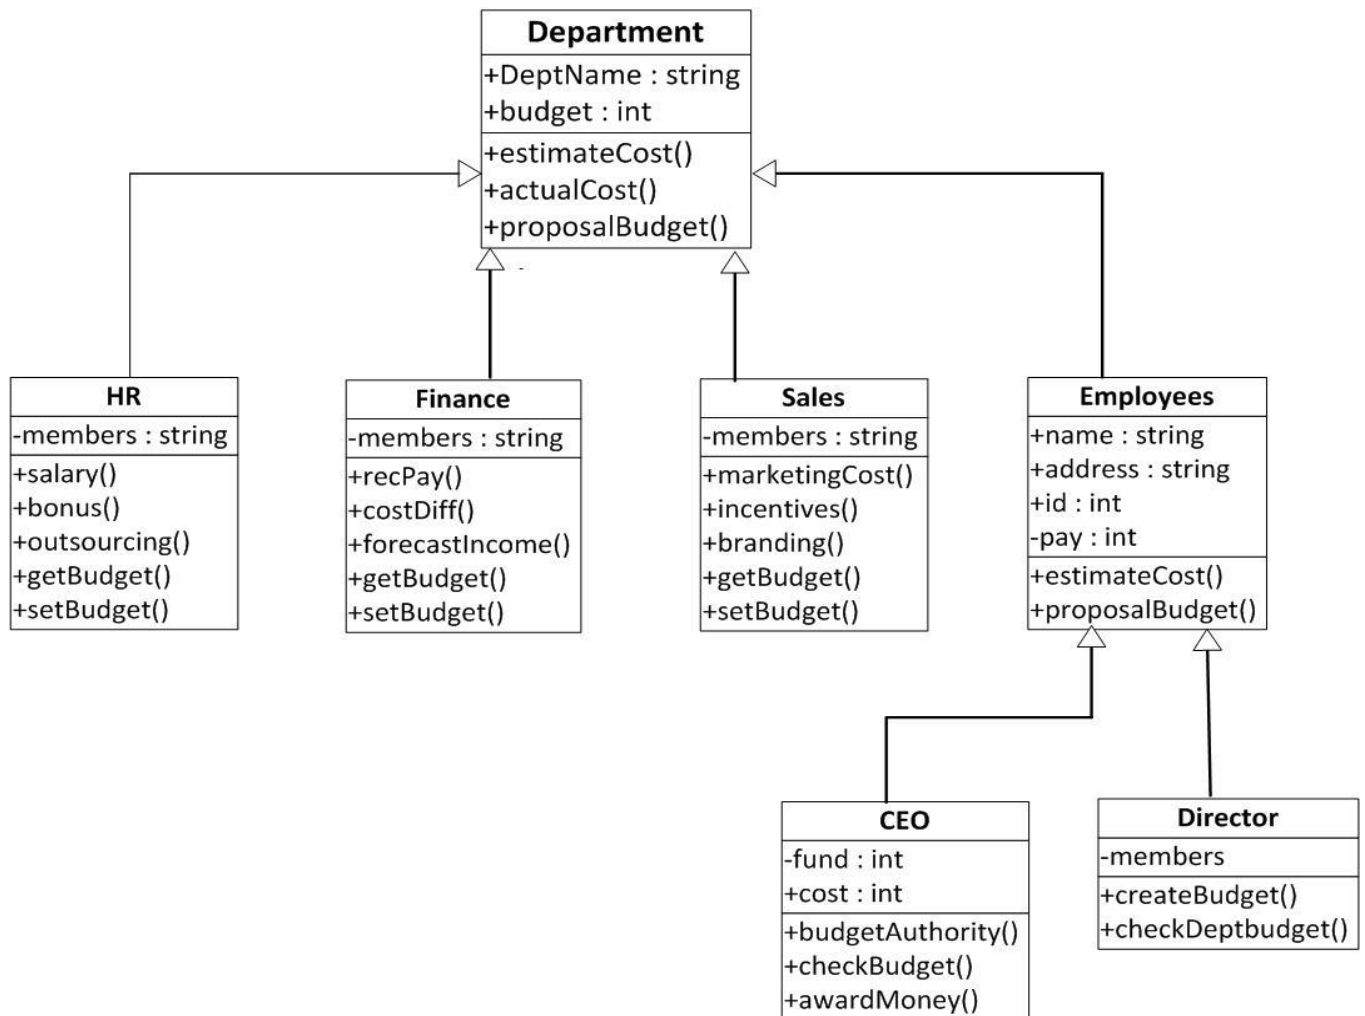 Department
+DeptName : string
+budget : int
+estimateCost()
+actualCost()
+proposalBudget()
HR
-members : string
+salary()
+bonus()
+outsourcing()
+getBudget()
+setBudget()
Finance
-members : string
+recPay()
+costDiff()
+forecastIncome()
+getBudget()
+setBudget()
Sales
-members : string
+marketingCost()
+incentives()
+branding()
+getBudget()
+setBudget()
Employees
+name : string
+address : string
+id : int
-pay : int
+estimateCost()
+proposalBudget()
CEO
-fund : int
+cost : int
+budgetAuthority()
+checkBudget()
+awardMoney()
Director
-members
+createBudget()
+checkDeptbudget()